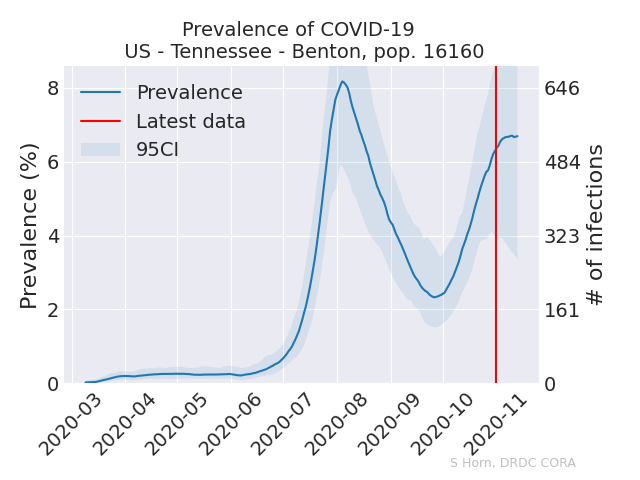 Prevalence of COVID-19
US - Tennessee - Benton, pop. 16160
Prevalence
Latest data
95CI
Prevalence (%)
8
6
4
2
0
646
484
323
161
0
# of infections
2020-03
2020-04
2020-05
2020-06
2020-07
2020-08
2020-09
2020-10
2020-11
S Horn, DRDC CORA